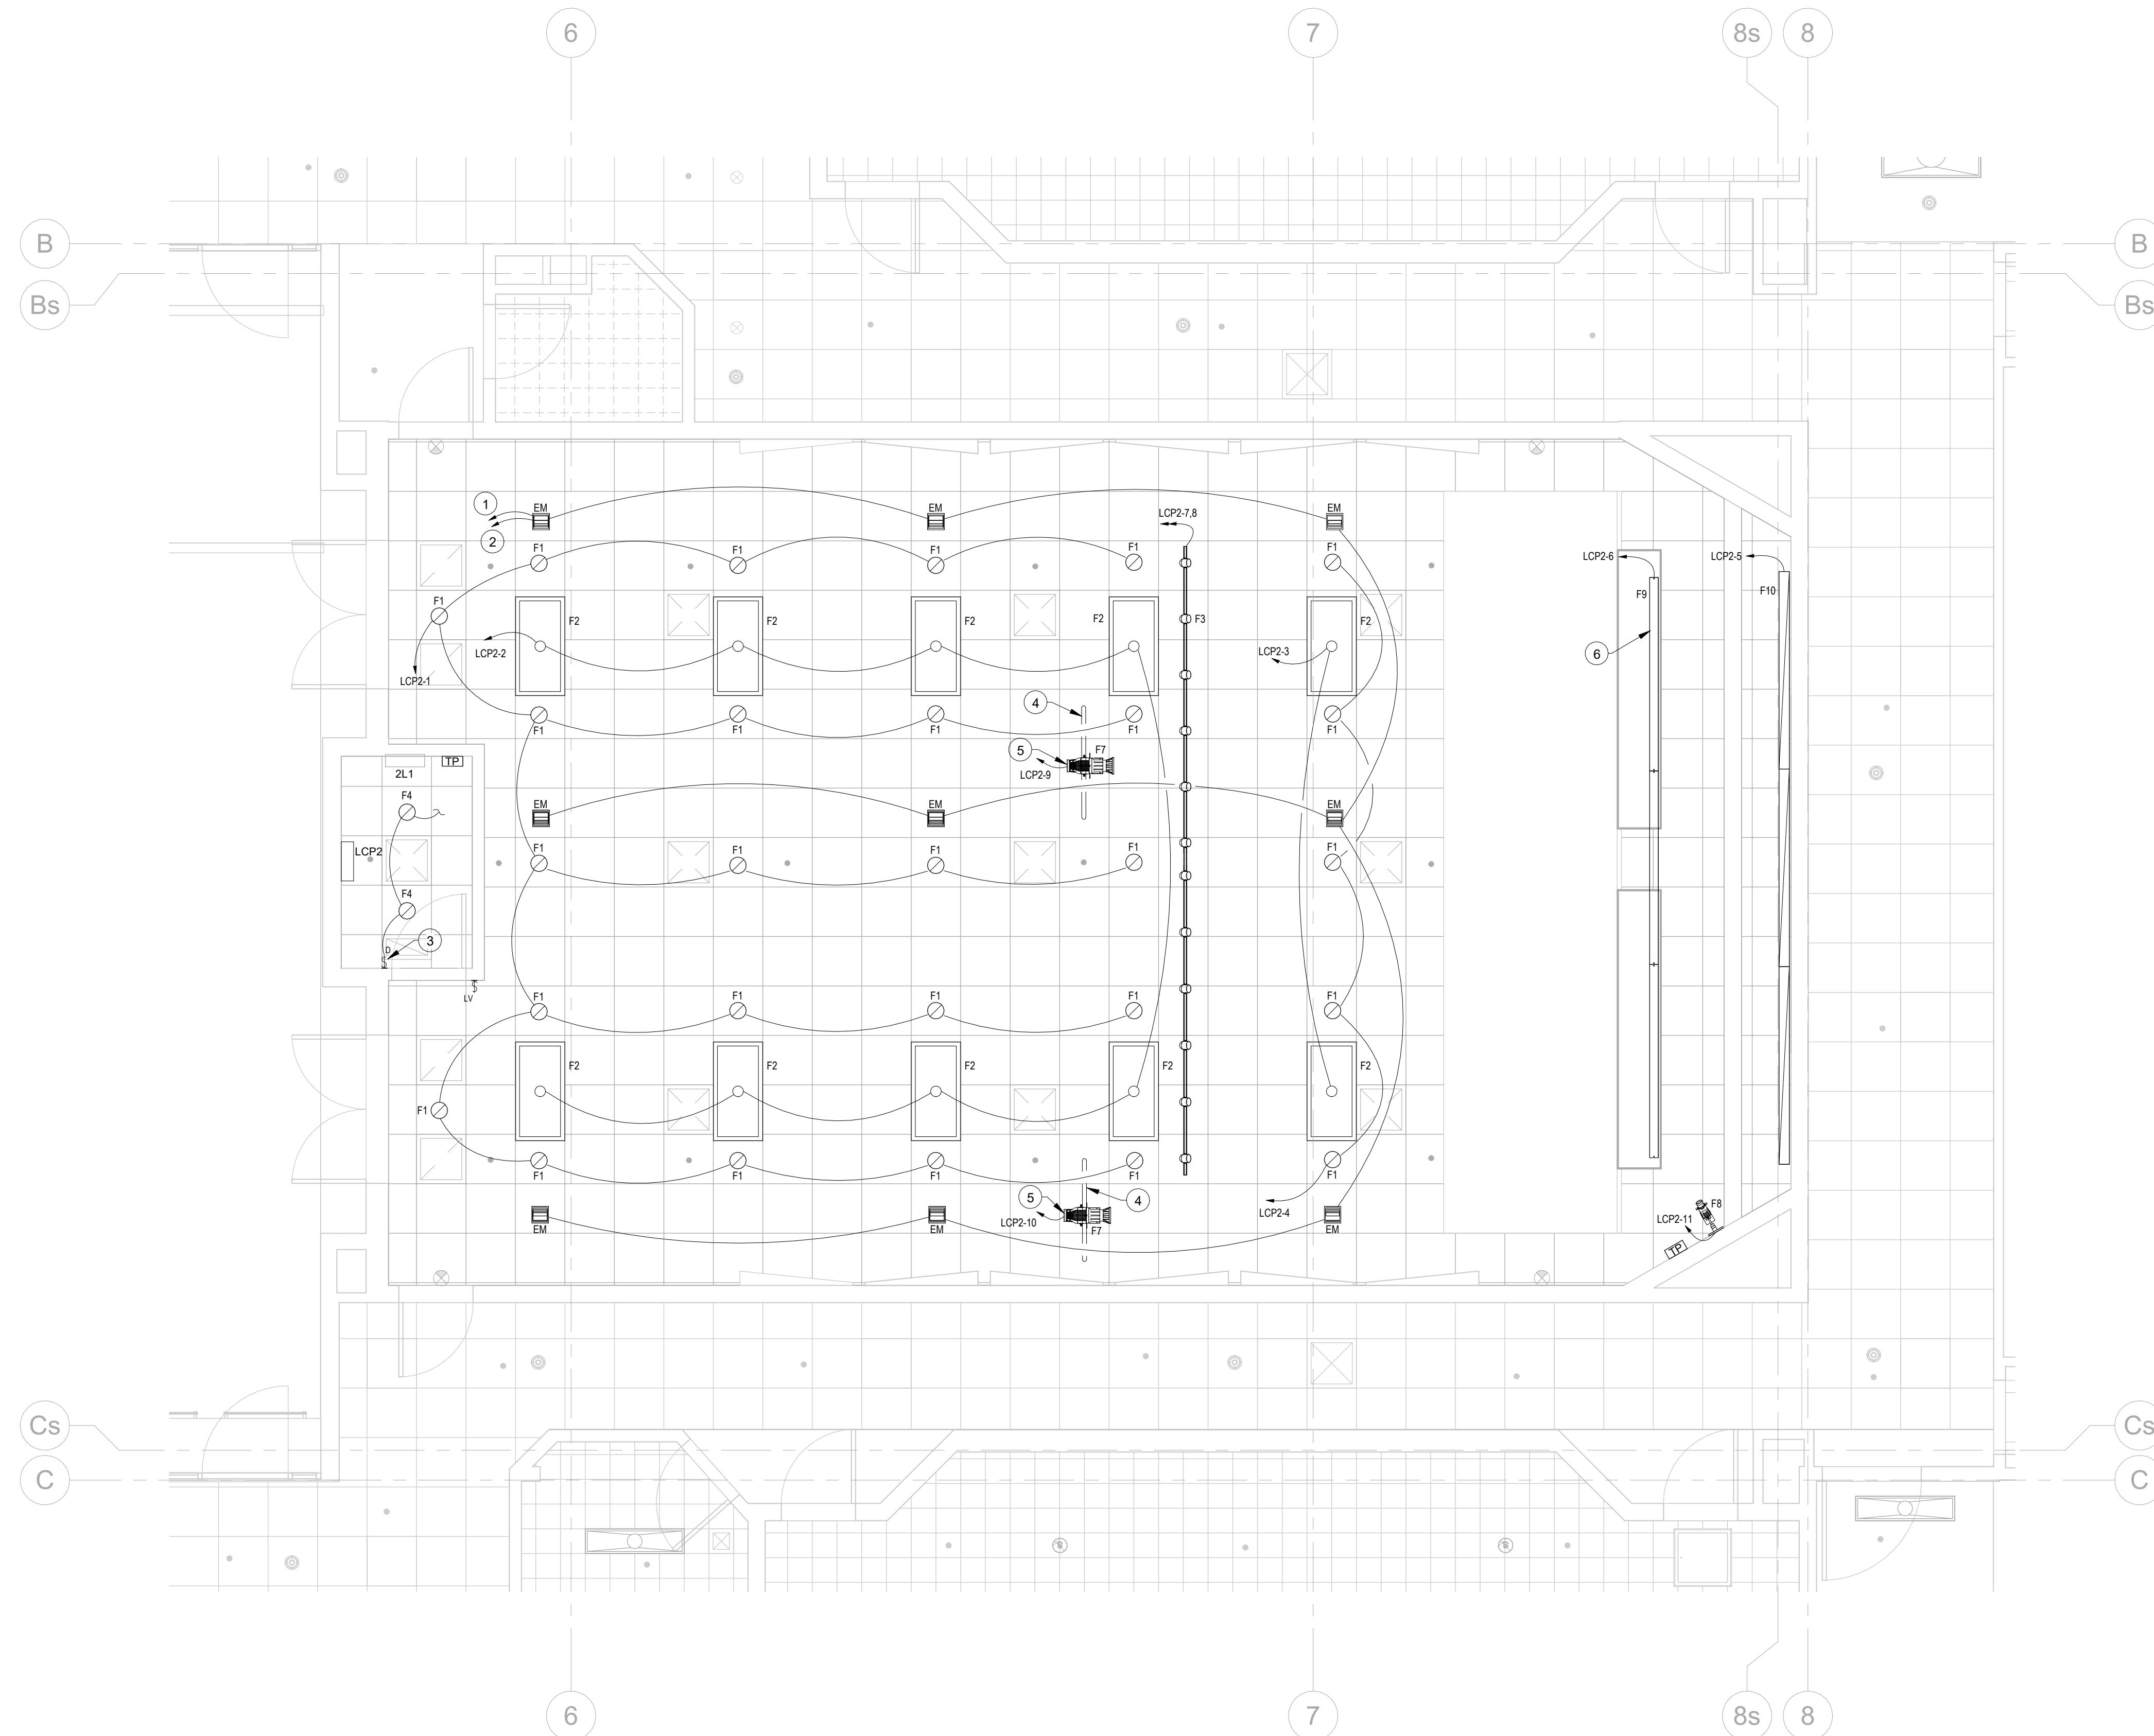 6 7 8s 8
B B
Bs Bs
1
EM EM EM
LCP2-7,8
2
F1 F1 F1 F1 F1
LCP2-6 LCP2-5
F9 F10
F1
F2 F2 F2 F2 F3 F2
LCP2-2 LCP2-3 6
LCP2-1
4
F1 F1 F1 F1 F1
5 F7
2L1 TP
LCP2-9
F4
EM EM EM
LCP2
F1 F1 F1 F1 F1
F4
3
D
LV
F1 F1 F1 F1 F1
F2 F2 F2 F2 F2
F1
F1 F1 F1 F1 F1
5 4
LCP2-4 F8
LCP2-10 LCP2-11
EM EM F7 EM
TP
Cs Cs
C C
6 7 8s 8